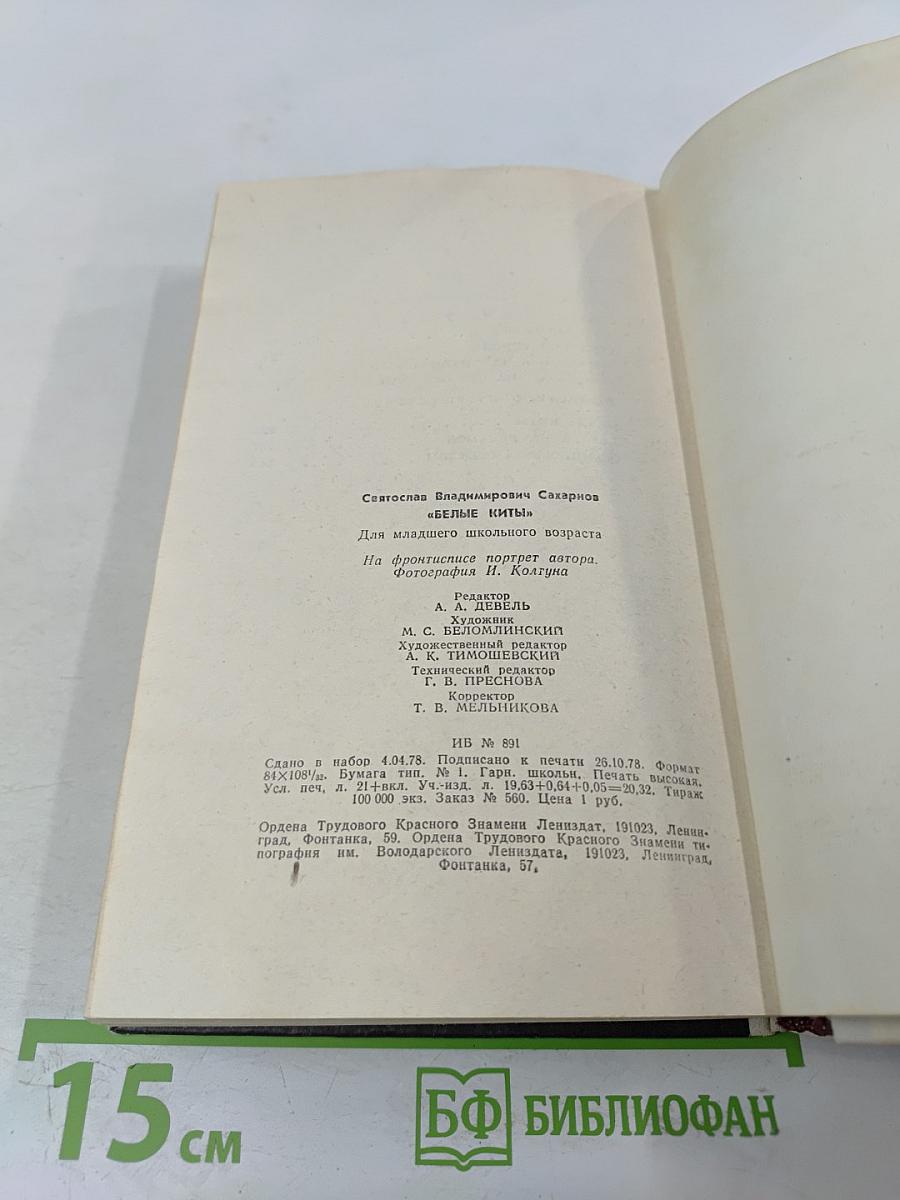 Святослав Владимирович Сахарнов
«БЕЛЫЕ КИТЫ»
Для младшего школьного возраста
На фронтисписе портрет автора.
Фотография И. Колгуна
Редактор
А. А. ДЕВЕЛЬ
Художник
М. С. БЕЛОМЛИНСКИЙ
Художественный редактор
А. К. ТИМОШЕВСКИЙ
Технический редактор
Г. В. ПРЕСНОВА
Корректор
Т. В. МЕЛЬНИКОВА
ИБ № 891
Сдано в набор 4.04.78. Подписано к печати 26.10.78. Формат
84×108¹/₃₂. Бумага тип. № 1. Гарн. школьн. Печать высокая.
Усл. печ. л. 21+вкл. Уч.-изд. л. 19,63+0,64+0,05=20,32. Тираж
100 000 экз. Заказ № 560. Цена 1 руб.
Ордена Трудового Красного Знамени Лениздат, 191023, Ленин-
град, Фонтанка, 59. Ордена Трудового Красного Знамени ти-
пография им. Володарского Лениздата, 191023, Ленинград,
Фонтанка, 57.
15 см
БФ БИБЛИОФАН